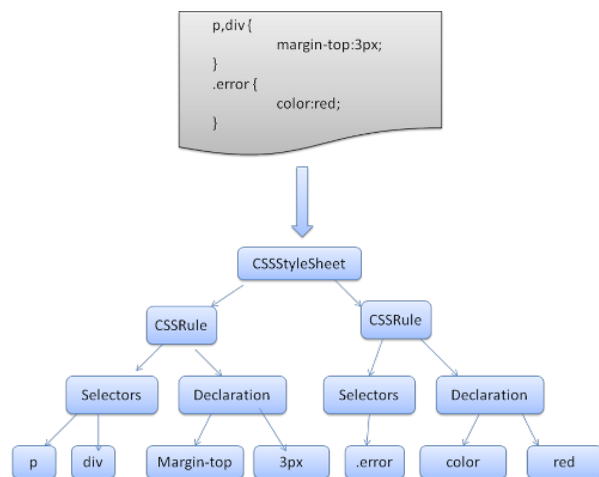 p,div {
margin-top:3px;
}
.error {
color:red;
}
CSSStyleSheet
CSSRule CSSRule
Selectors Declaration Selectors Declaration
p div Margin-top 3px .error color red